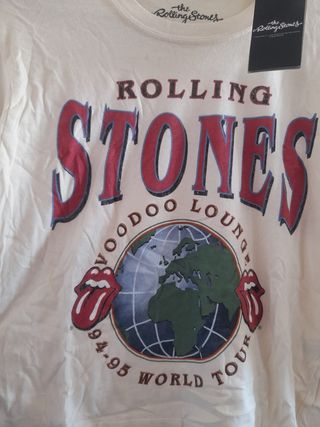 the
Rolling Stones
the
Rolling Stones
ROLLING
STONES
VOODOO LOUNGE
94-95 WORLD TOUR